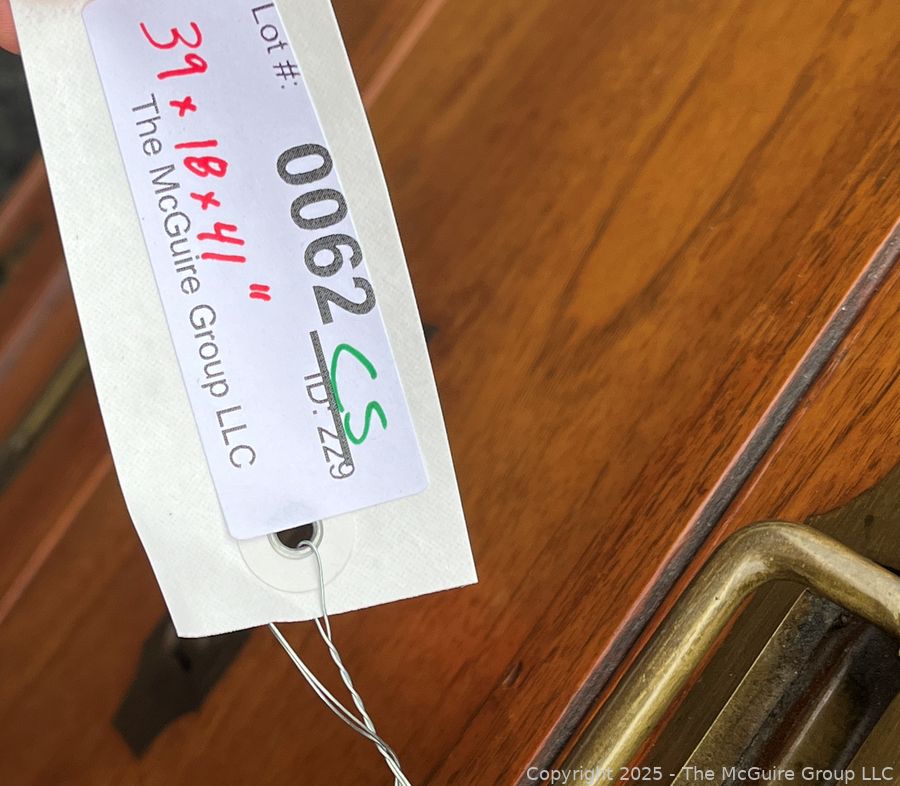 Lot #:
0062
CS
ID: 229
39 x 18 x 41 "
The McGuire Group LLC
Copyright 2025 - The McGuire Group LLC